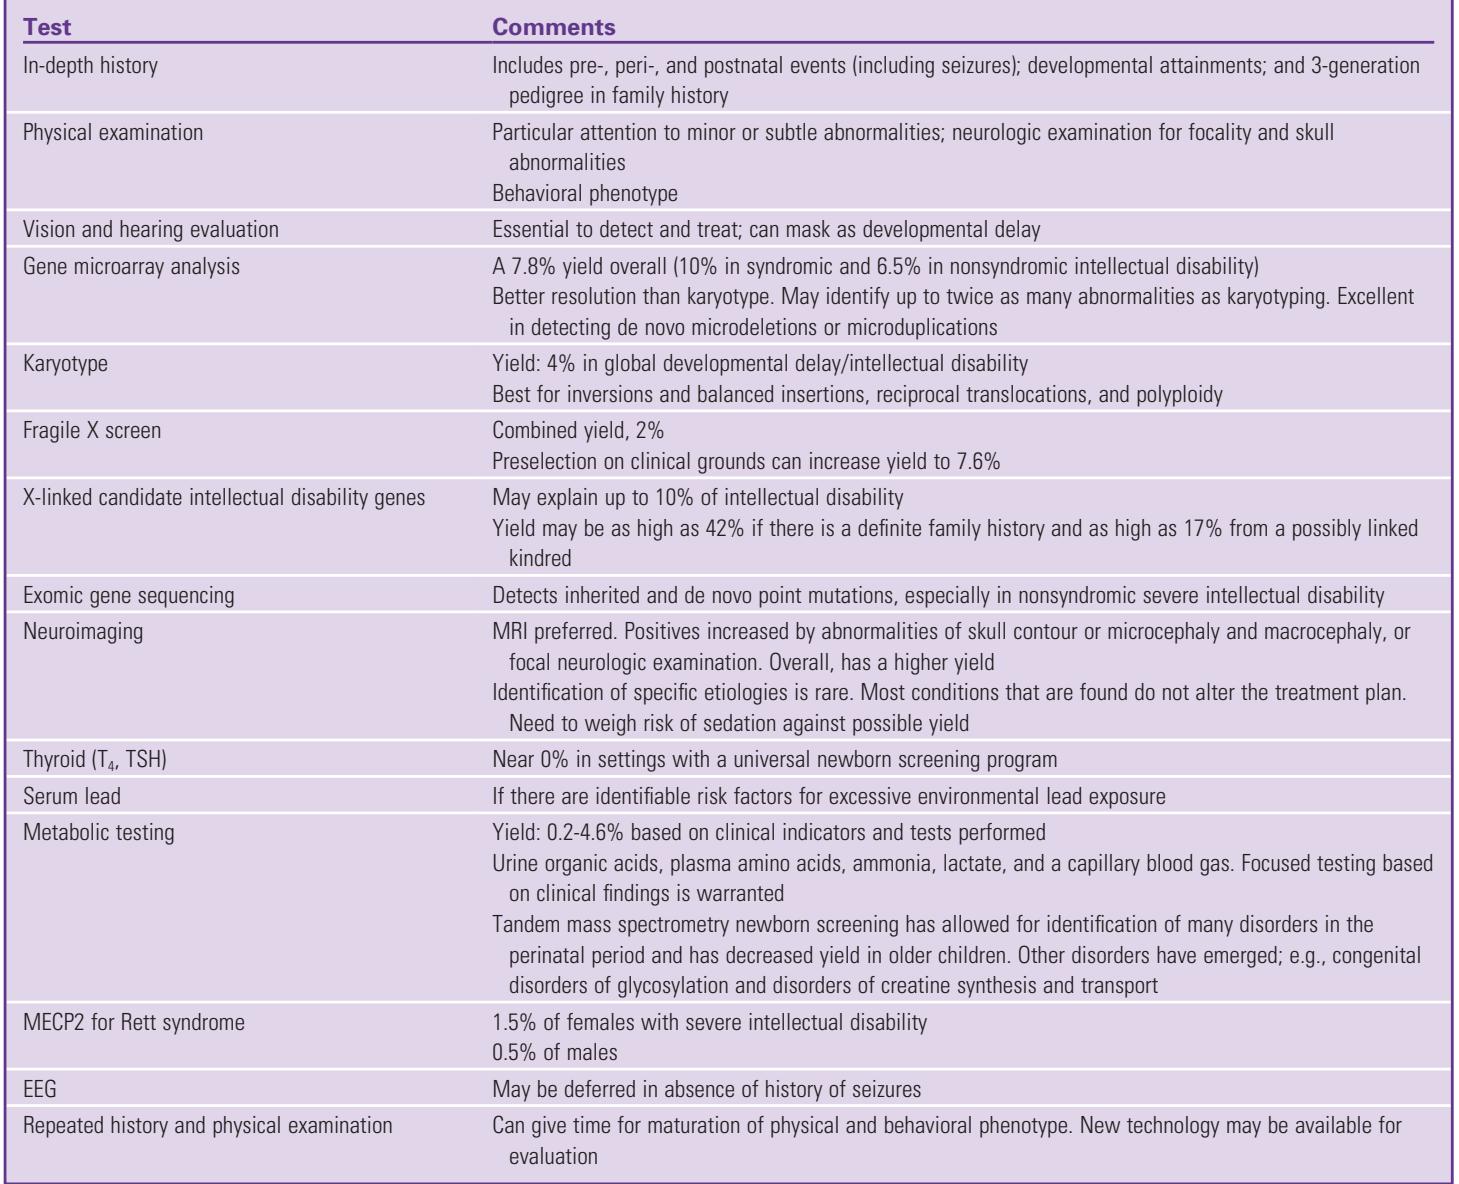 Test Comments
In-depth history Includes pre-, peri-, and postnatal events (including seizures); developmental attainments; and 3-generation
pedigree in family history
Physical examination Particular attention to minor or subtle abnormalities; neurologic examination for focality and skull
abnormalities
Behavioral phenotype
Vision and hearing evaluation Essential to detect and treat; can mask as developmental delay
Gene microarray analysis A 7.8% yield overall (10% in syndromic and 6.5% in nonsyndromic intellectual disability)
Better resolution than karyotype. May identify up to twice as many abnormalities as karyotyping. Excellent
in detecting de novo microdeletions or microduplications
Karyotype Yield: 4% in global developmental delay/intellectual disability
Best for inversions and balanced insertions, reciprocal translocations, and polyploidy
Fragile X screen Combined yield, 2%
Preselection on clinical grounds can increase yield to 7.6%
X-linked candidate intellectual disability genes May explain up to 10% of intellectual disability
Yield may be as high as 42% if there is a definite family history and as high as 17% from a possibly linked
kindred
Exomic gene sequencing Detects inherited and de novo point mutations, especially in nonsyndromic severe intellectual disability
Neuroimaging MRI preferred. Positives increased by abnormalities of skull contour or microcephaly and macrocephaly, or
focal neurologic examination. Overall, has a higher yield
Identification of specific etiologies is rare. Most conditions that are found do not alter the treatment plan.
Need to weigh risk of sedation against possible yield
Thyroid (T₄, TSH) Near 0% in settings with a universal newborn screening program
Serum lead If there are identifiable risk factors for excessive environmental lead exposure
Metabolic testing Yield: 0.2-4.6% based on clinical indicators and tests performed
Urine organic acids, plasma amino acids, ammonia, lactate, and a capillary blood gas. Focused testing based
on clinical findings is warranted
Tandem mass spectrometry newborn screening has allowed for identification of many disorders in the
perinatal period and has decreased yield in older children. Other disorders have emerged; e.g., congenital
disorders of glycosylation and disorders of creatine synthesis and transport
MECP2 for Rett syndrome 1.5% of females with severe intellectual disability
0.5% of males
EEG May be deferred in absence of history of seizures
Repeated history and physical examination Can give time for maturation of physical and behavioral phenotype. New technology may be available for
evaluation